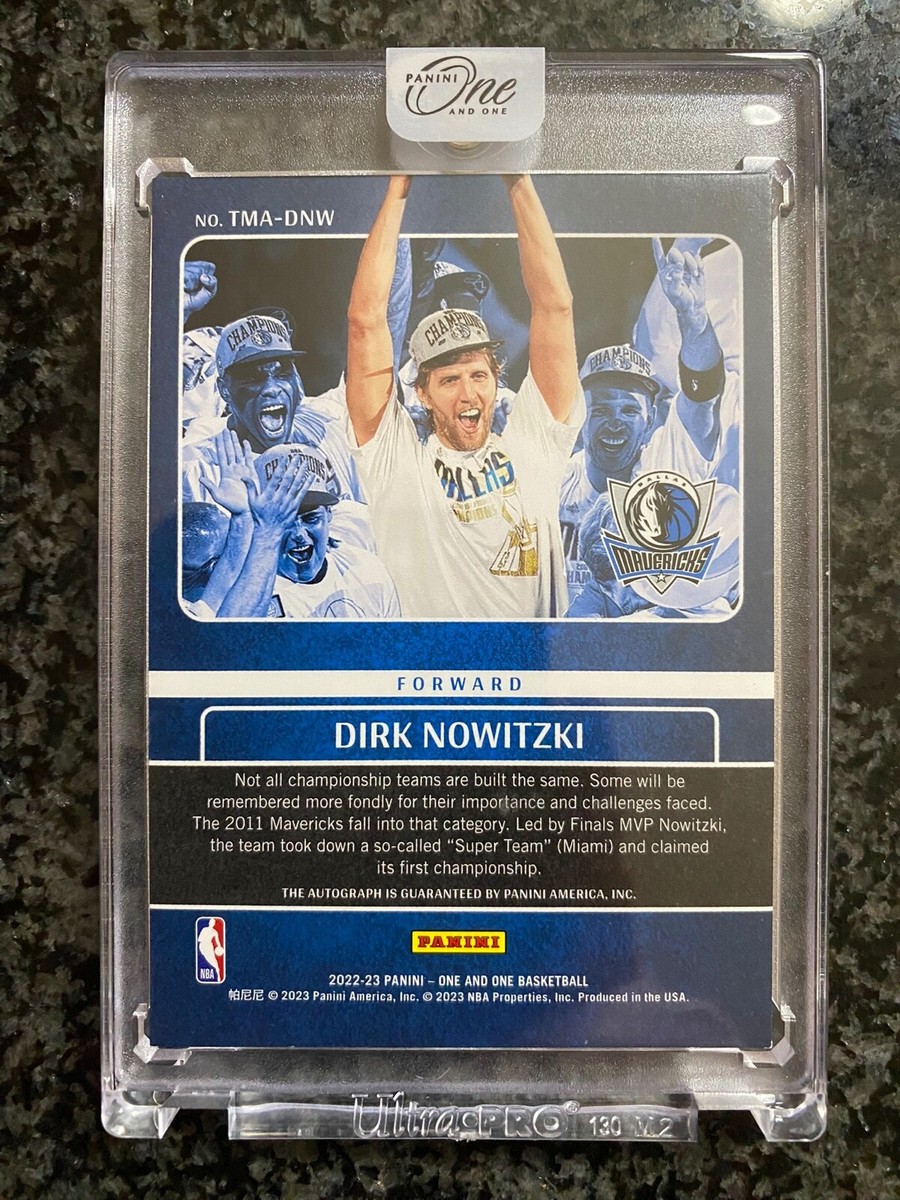 PANINI
One
AND ONE
NO. TMA-DNW
CHAMPIONS
CHAMPIONS
CHAMPIONS
CHAMPIONS
DALLAS
DALLAS
MAVERICKS
FORWARD
DIRK NOWITZKI
Not all championship teams are built the same. Some will be
remembered more fondly for their importance and challenges faced.
The 2011 Mavericks fall into that category. Led by Finals MVP Nowitzki,
the team took down a so-called “Super Team” (Miami) and claimed
its first championship.
THE AUTOGRAPH IS GUARANTEED BY PANINI AMERICA, INC.
NBA
PANINI
2022-23 PANINI – ONE AND ONE BASKETBALL
帕尼尼 © 2023 Panini America, Inc. © 2023 NBA Properties, Inc. Produced in the USA.
Ultra·PRO® 130 M.2